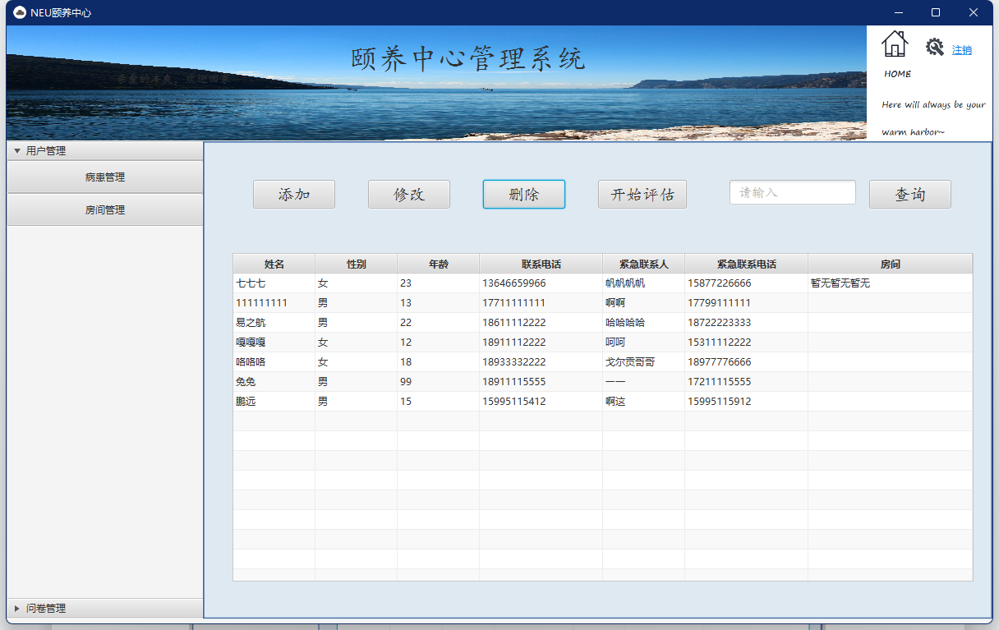 NEU颐养中心
颐养中心管理系统
亲爱的本良，欢迎回家
注销
HOME
Here will always be your
warm harbor~
用户管理
病患管理
房间管理
问卷管理
添加 修改 删除 开始评估 请输入 查询
姓名 性别 年龄 联系电话 紧急联系人 紧急联系电话 房间
七七七 女 23 13646659966 帆帆帆帆 15877226666 暂无暂无暂无
111111111 男 13 17711111111 啊啊 17799111111
易之航 男 22 18611112222 哈哈哈哈 18722223333
嘎嘎嘎 女 12 18911112222 呵呵 15311112222
咯咯咯 女 18 18933332222 戈尔贡哥哥 18977776666
兔兔 男 99 18911115555 一一 17211115555
鹏远 男 15 15995115412 啊这 15995115912